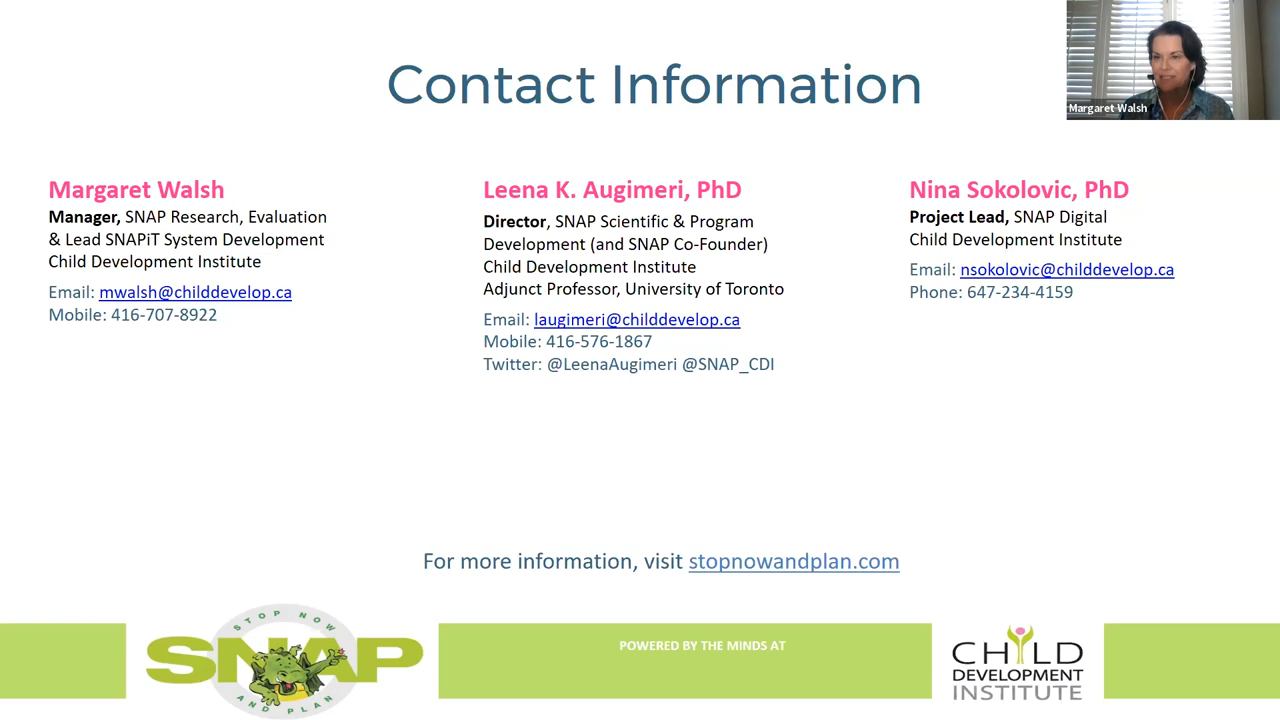 Contact Information
Margaret Walsh
Margaret Walsh
Manager, SNAP Research, Evaluation
& Lead SNAPiT System Development
Child Development Institute
Email: mwalsh@childdevelop.ca
Mobile: 416-707-8922
Leena K. Augimeri, PhD
Director, SNAP Scientific & Program
Development (and SNAP Co-Founder)
Child Development Institute
Adjunct Professor, University of Toronto
Email: laugimeri@childdevelop.ca
Mobile: 416-576-1867
Twitter: @LeenaAugimeri @SNAP_CDI
Nina Sokolovic, PhD
Project Lead, SNAP Digital
Child Development Institute
Email: nsokolovic@childdevelop.ca
Phone: 647-234-4159
For more information, visit stopnowandplan.com
STOP NOW
SNAP
AND PLAN
POWERED BY THE MINDS AT
CHILD
DEVELOPMENT
INSTITUTE